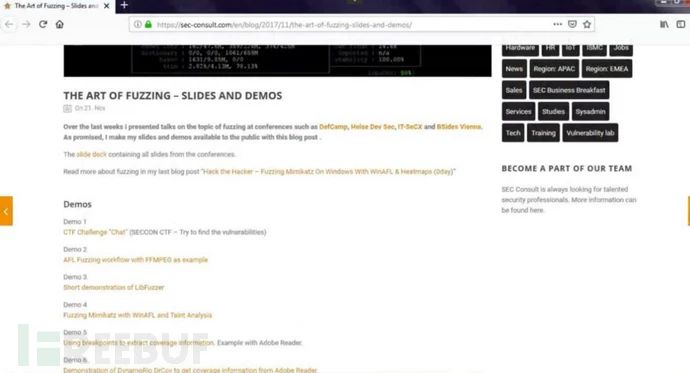 The Art of Fuzzing – Slides and
https://sec-consult.com/en/blog/2017/11/the-art-of-fuzzing-slides-and-demos/
THE ART OF FUZZING – SLIDES AND DEMOS
On 21. Nov
Over the last weeks I presented talks on the topic of fuzzing at conferences such as DefCamp, Heise Dev Sec, IT-SeCX and BSides Vienna.
As promised, I make my slides and demos available to the public with this blog post .
The slide deck containing all slides from the conferences.
Read more about fuzzing in my last blog post "Hack the Hacker – Fuzzing Mimikatz On Windows With WinAFL & Heatmaps (0day)"
Demos
Demo 1
CTF Challenge "Chat" (SECCON CTF – Try to find the vulnerabilities)
Demo 2
AFL Fuzzing workflow with FFMPEG as example
Demo 3
Short demonstration of LibFuzzer
Demo 4
Fuzzing Mimikatz with WinAFL and Taint Analysis
Demo 5
Using breakpoints to extract coverage information. Example with Adobe Reader.
Demo 6
Demonstration of DynamoRio DrCov to get coverage information from Adobe Reader.
Hardware HR IoT ISMC Jobs
News Region: APAC Region: EMEA
Sales SEC Business Breakfast
Services Studies Sysadmin
Tech Training Vulnerability lab
BECOME A PART OF OUR TEAM
SEC Consult is always looking for talented
security professionals. More information can
be found here.
FREEBUF